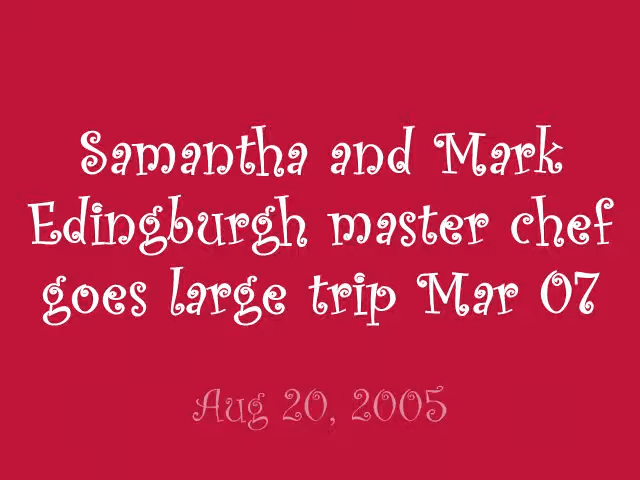 Samantha and Mark
Edingburgh master chef
goes large trip Mar 07
Aug 20, 2005